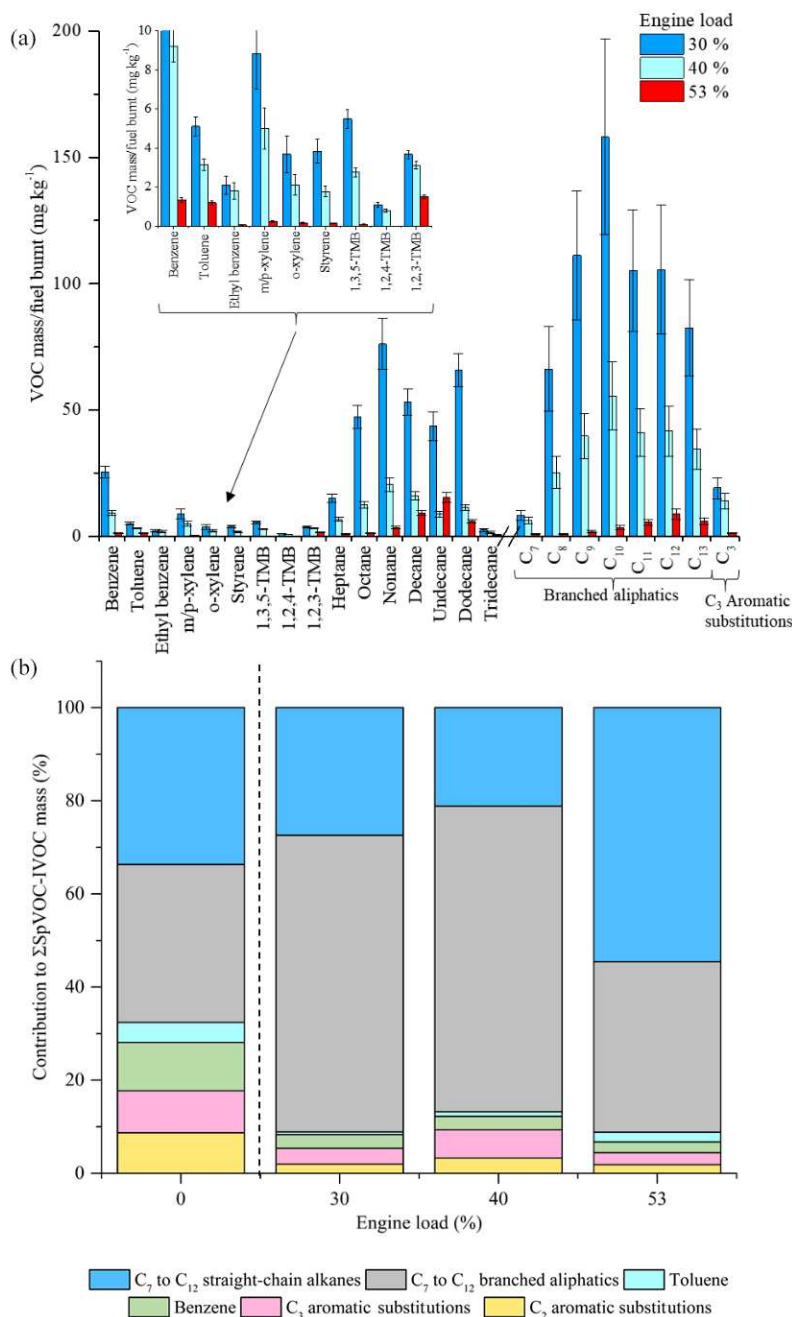 (a)
Engine load
30 %
40 %
53 %
VOC mass/fuel burnt (mg kg⁻¹)
200
150
100
50
0
VOC mass/fuel burnt (mg kg⁻¹)
10
8
6
4
2
0
Benzene
Toluene
Ethyl benzene
m/p-xylene
o-xylene
Styrene
1,3,5-TMB
1,2,4-TMB
1,2,3-TMB
Benzene
Toluene
Ethyl benzene
m/p-xylene
o-xylene
Styrene
1,3,5-TMB
1,2,4-TMB
1,2,3-TMB
Heptane
Octane
Nonane
Decane
Undecane
Dodecane
Tridecane
C₇
C₈
C₉
C₁₀
C₁₁
C₁₂
C₁₃
C₃
Branched aliphatics
C₃ Aromatic
substitutions
(b)
Contribution to ΣSpVOC-IVOC mass (%)
100
80
60
40
20
0
0 30 40 53
Engine load (%)
C₇ to C₁₂ straight-chain alkanes C₇ to C₁₂ branched aliphatics Toluene
Benzene C₃ aromatic substitutions C₂ aromatic substitutions